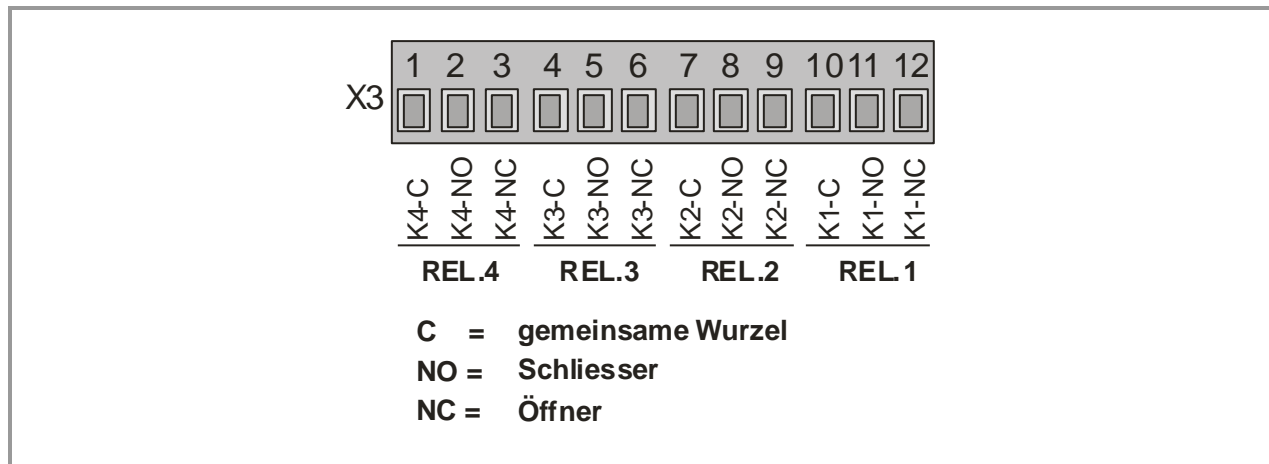 1 2 3 4 5 6 7 8 9 10 11 12
X3
K4-C K4-NO K4-NC K3-C K3-NO K3-NC K2-C K2-NO K2-NC K1-C K1-NO K1-NC
REL.4 REL.3 REL.2 REL.1
C = gemeinsame Wurzel
NO = Schliesser
NC = Öffner